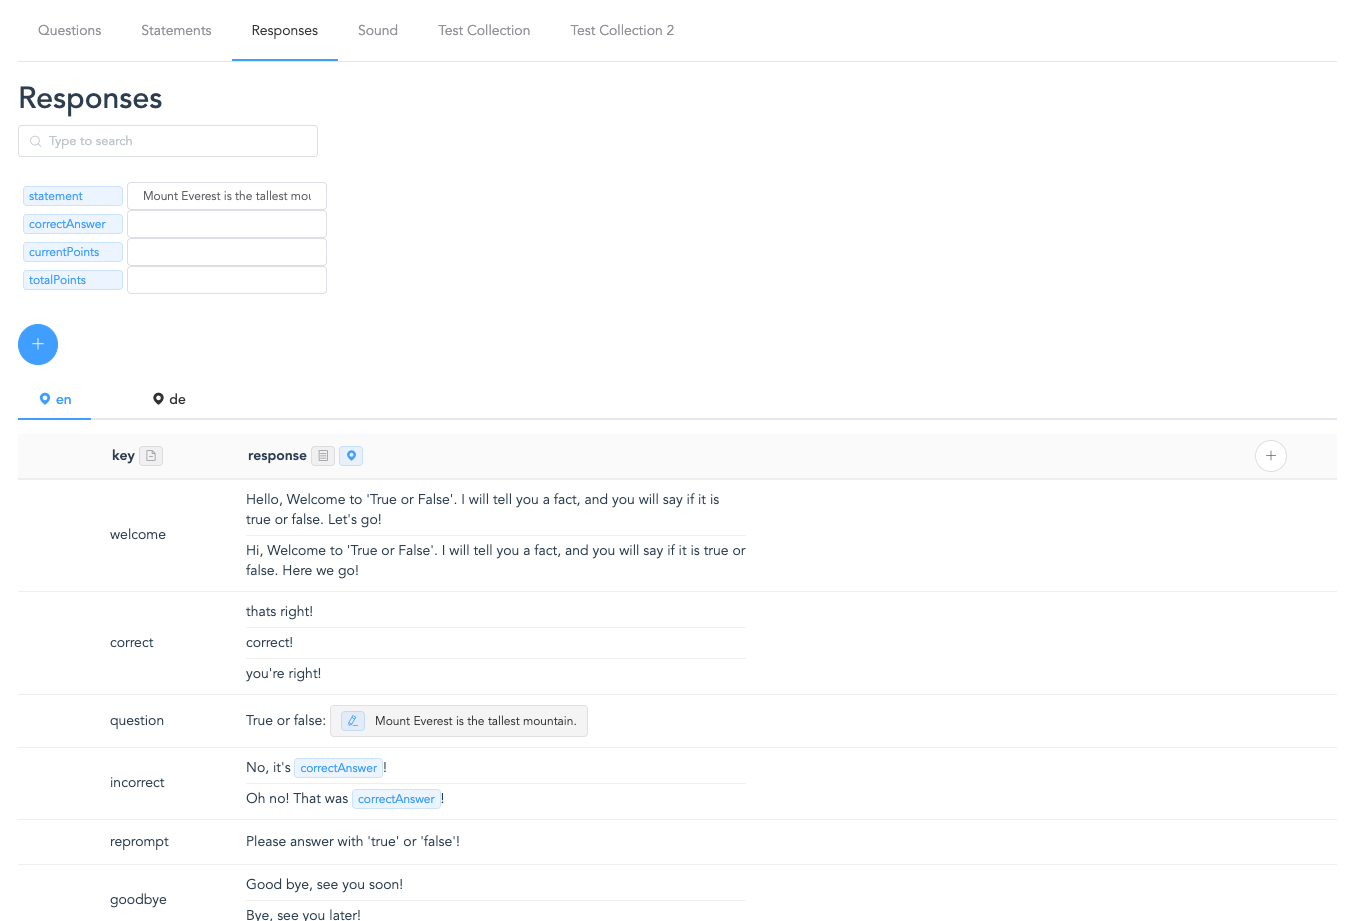 Questions Statements Responses Sound Test Collection Test Collection 2
Responses
Type to search
statement Mount Everest is the tallest mou
correctAnswer
currentPoints
totalPoints
en de
key response
welcome
Hello, Welcome to 'True or False'. I will tell you a fact, and you will say if it is
true or false. Let's go!
Hi, Welcome to 'True or False'. I will tell you a fact, and you will say if it is true or
false. Here we go!
correct
thats right!
correct!
you're right!
question True or false: Mount Everest is the tallest mountain.
incorrect
No, it's correctAnswer!
Oh no! That was correctAnswer!
reprompt Please answer with 'true' or 'false'!
goodbye
Good bye, see you soon!
Bye, see you later!